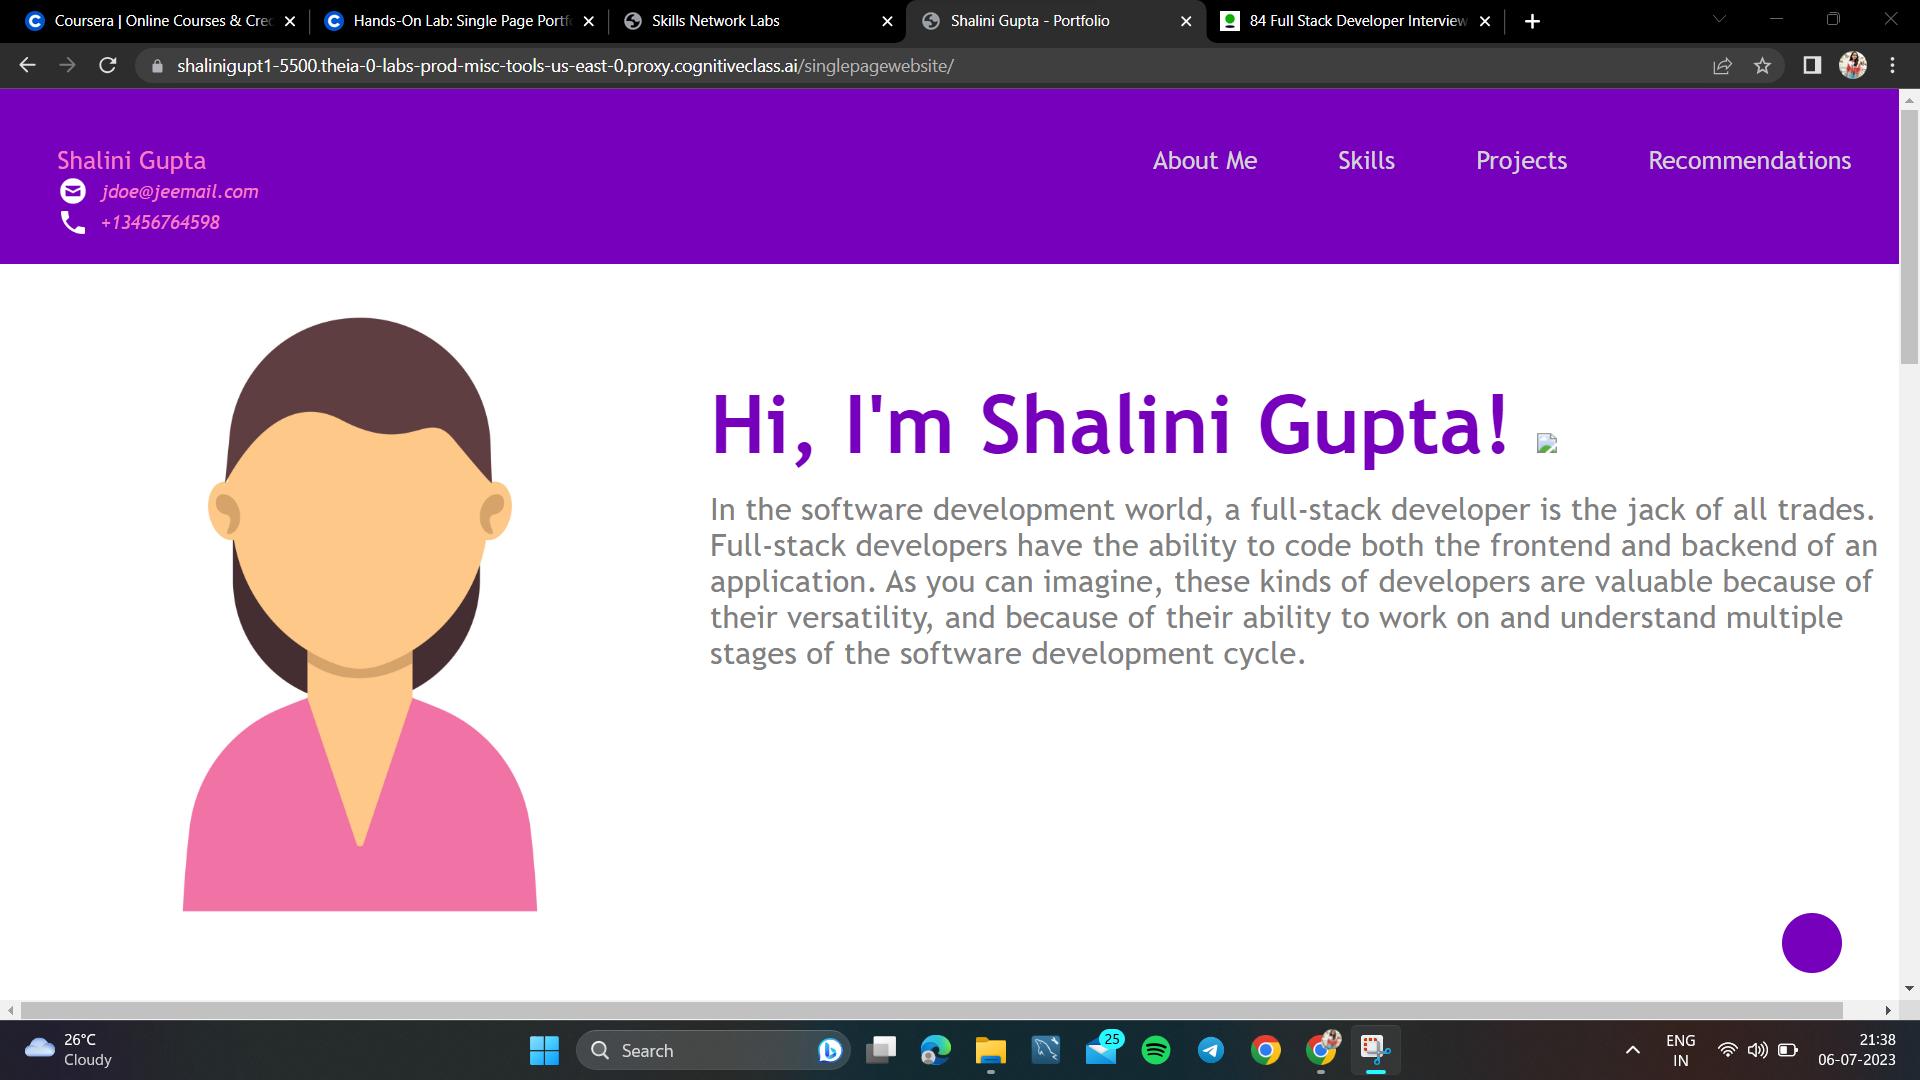 Coursera | Online Courses & Cre
Hands-On Lab: Single Page Portf
Skills Network Labs
Shalini Gupta - Portfolio
84 Full Stack Developer Interview
shalinigupt1-5500.theia-0-labs-prod-misc-tools-us-east-0.proxy.cognitiveclass.ai/singlepagewebsite/
Shalini Gupta
jdoe@jeemail.com
+13456764598
About Me Skills Projects Recommendations
Hi, I'm Shalini Gupta!
In the software development world, a full-stack developer is the jack of all trades.
Full-stack developers have the ability to code both the frontend and backend of an
application. As you can imagine, these kinds of developers are valuable because of
their versatility, and because of their ability to work on and understand multiple
stages of the software development cycle.
26°C
Cloudy
Search
25
ENG
IN
21:38
06-07-2023